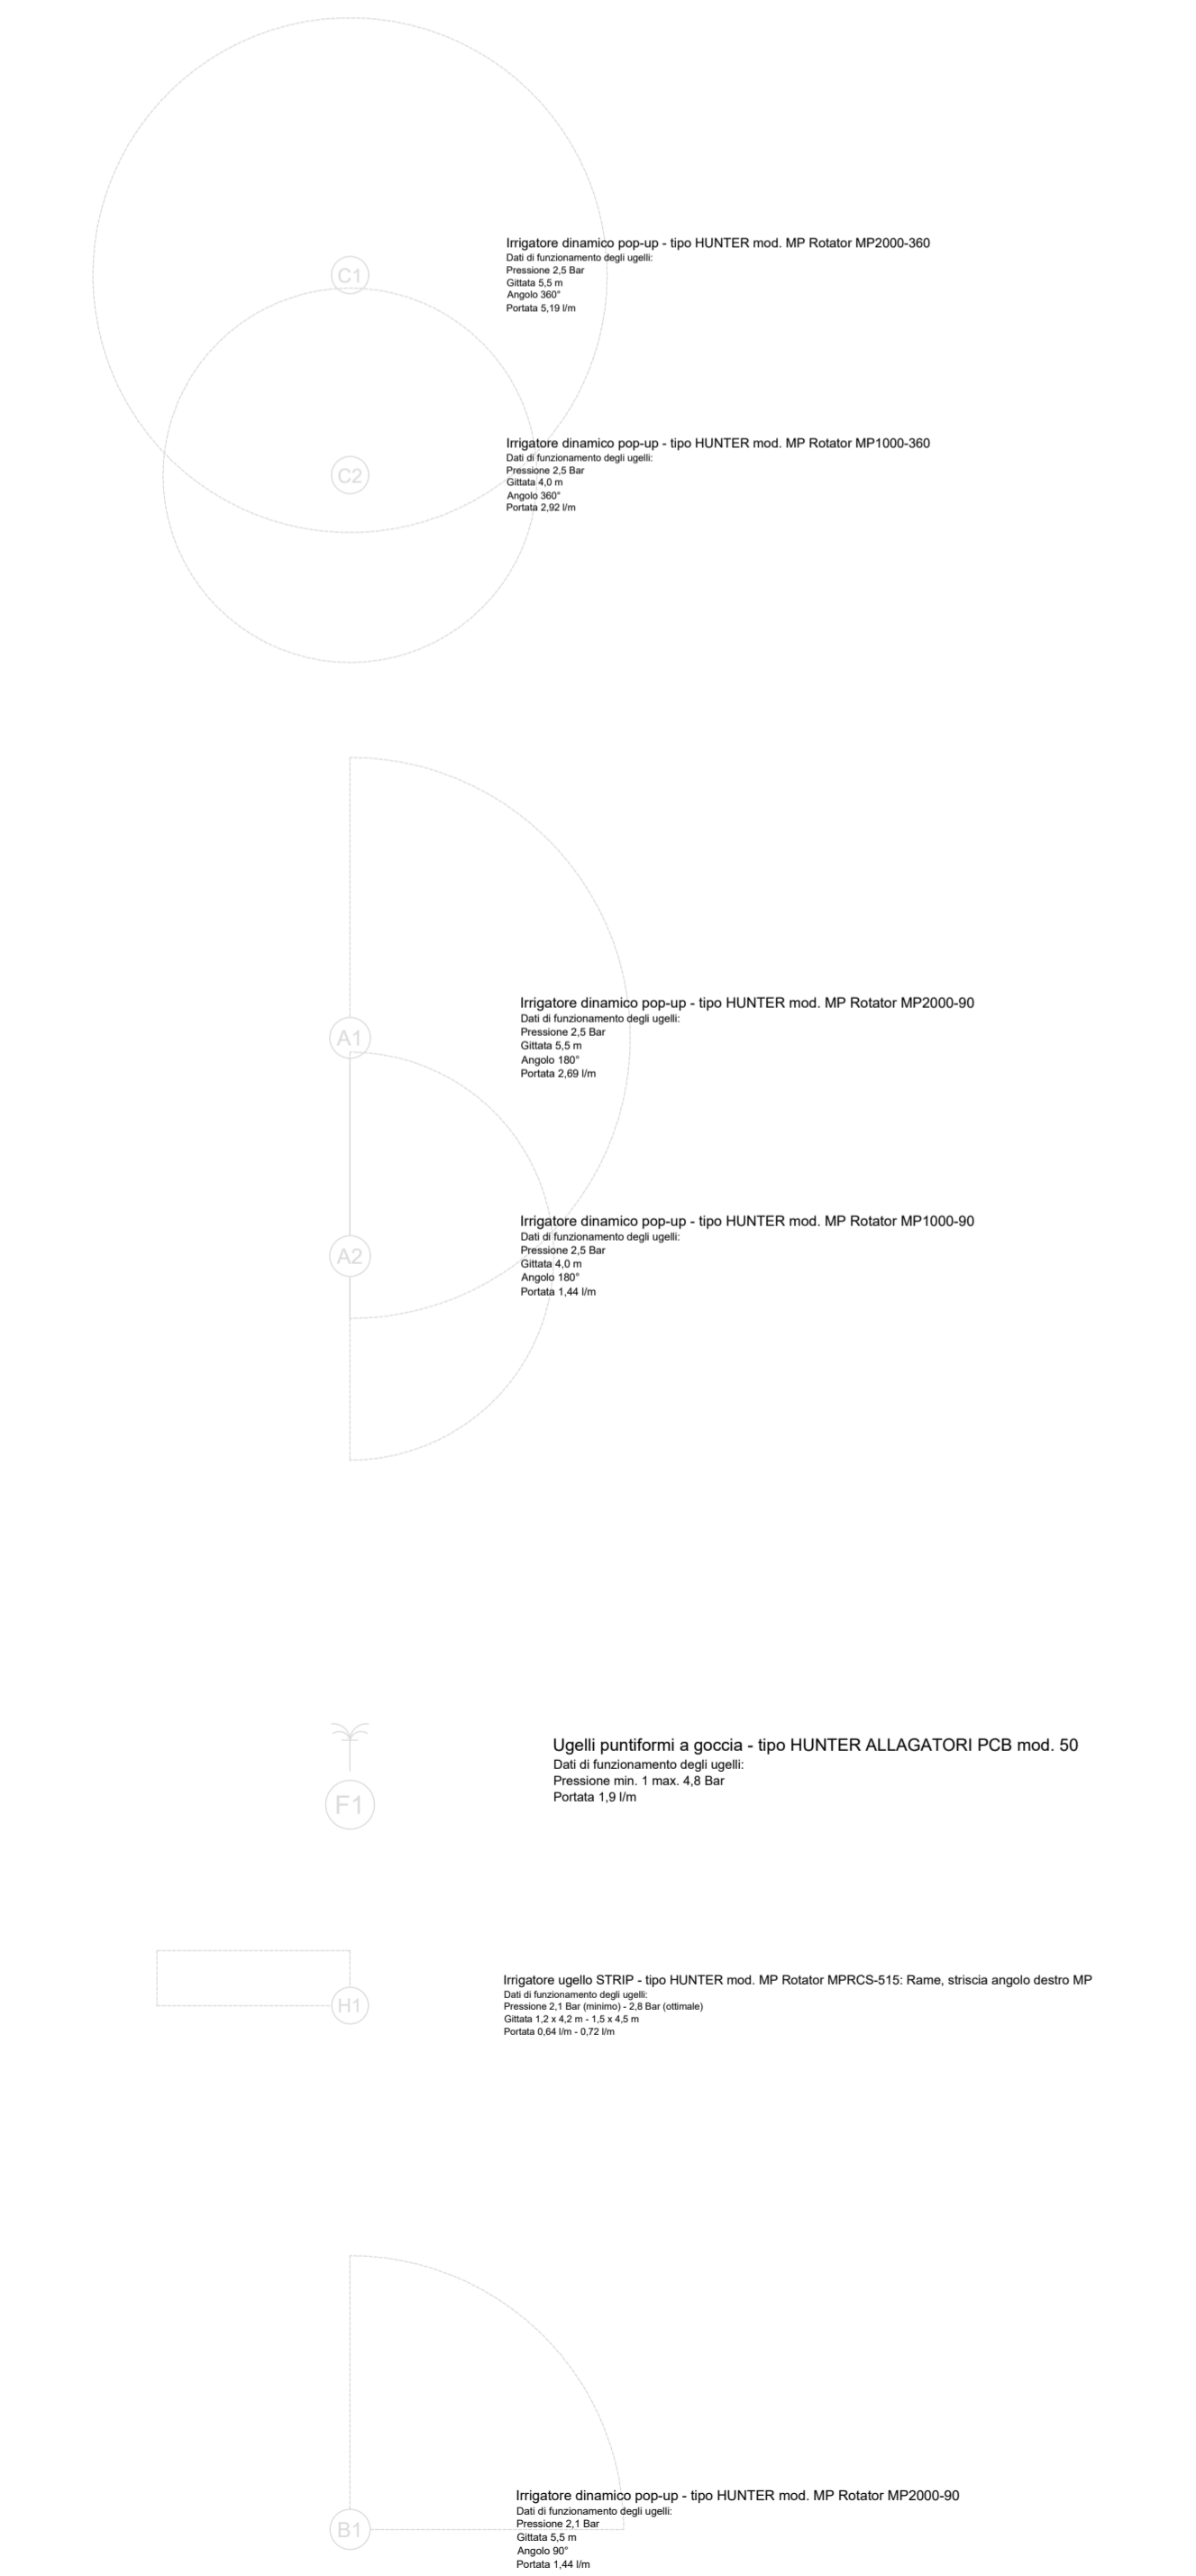 C1
Irrigatore dinamico pop-up - tipo HUNTER mod. MP Rotator MP2000-360
Dati di funzionamento degli ugelli:
Pressione 2,5 Bar
Gittata 5,5 m
Angolo 360°
Portata 5,19 l/m
C2
Irrigatore dinamico pop-up - tipo HUNTER mod. MP Rotator MP1000-360
Dati di funzionamento degli ugelli:
Pressione 2,5 Bar
Gittata 4,0 m
Angolo 360°
Portata 2,92 l/m
A1
Irrigatore dinamico pop-up - tipo HUNTER mod. MP Rotator MP2000-90
Dati di funzionamento degli ugelli:
Pressione 2,5 Bar
Gittata 5,5 m
Angolo 180°
Portata 2,69 l/m
A2
Irrigatore dinamico pop-up - tipo HUNTER mod. MP Rotator MP1000-90
Dati di funzionamento degli ugelli:
Pressione 2,5 Bar
Gittata 4,0 m
Angolo 180°
Portata 1,44 l/m
F1
Ugelli puntiformi a goccia - tipo HUNTER ALLAGATORI PCB mod. 50
Dati di funzionamento degli ugelli:
Pressione min. 1 max. 4,8 Bar
Portata 1,9 l/m
H1
Irrigatore ugello STRIP - tipo HUNTER mod. MP Rotator MPRCS-515: Rame, striscia angolo destro MP
Dati di funzionamento degli ugelli:
Pressione 2,1 Bar (minimo) - 2,8 Bar (ottimale)
Gittata 1,2 x 4,2 m - 1,5 x 4,5 m
Portata 0,64 l/m - 0,72 l/m
B1
Irrigatore dinamico pop-up - tipo HUNTER mod. MP Rotator MP2000-90
Dati di funzionamento degli ugelli:
Pressione 2,1 Bar
Gittata 5,5 m
Angolo 90°
Portata 1,44 l/m